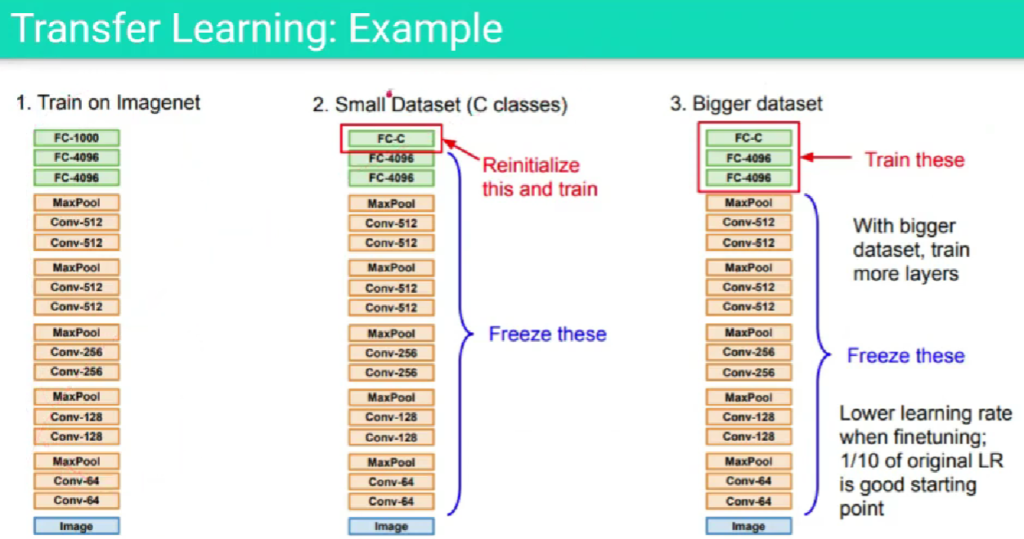 Transfer Learning: Example
1. Train on Imagenet
FC-1000
FC-4096
FC-4096
MaxPool
Conv-512
Conv-512
MaxPool
Conv-512
Conv-512
MaxPool
Conv-256
Conv-256
MaxPool
Conv-128
Conv-128
MaxPool
Conv-64
Conv-64
Image
2. Small Dataset (C classes)
FC-C
FC-4096
FC-4096
MaxPool
Conv-512
Conv-512
MaxPool
Conv-512
Conv-512
MaxPool
Conv-256
Conv-256
MaxPool
Conv-128
Conv-128
MaxPool
Conv-64
Conv-64
Image
Reinitialize
this and train
Freeze these
3. Bigger dataset
FC-C
FC-4096
FC-4096
MaxPool
Conv-512
Conv-512
MaxPool
Conv-512
Conv-512
MaxPool
Conv-256
Conv-256
MaxPool
Conv-128
Conv-128
MaxPool
Conv-64
Conv-64
Image
Train these
With bigger
dataset, train
more layers
Freeze these
Lower learning rate
when finetuning;
1/10 of original LR
is good starting
point